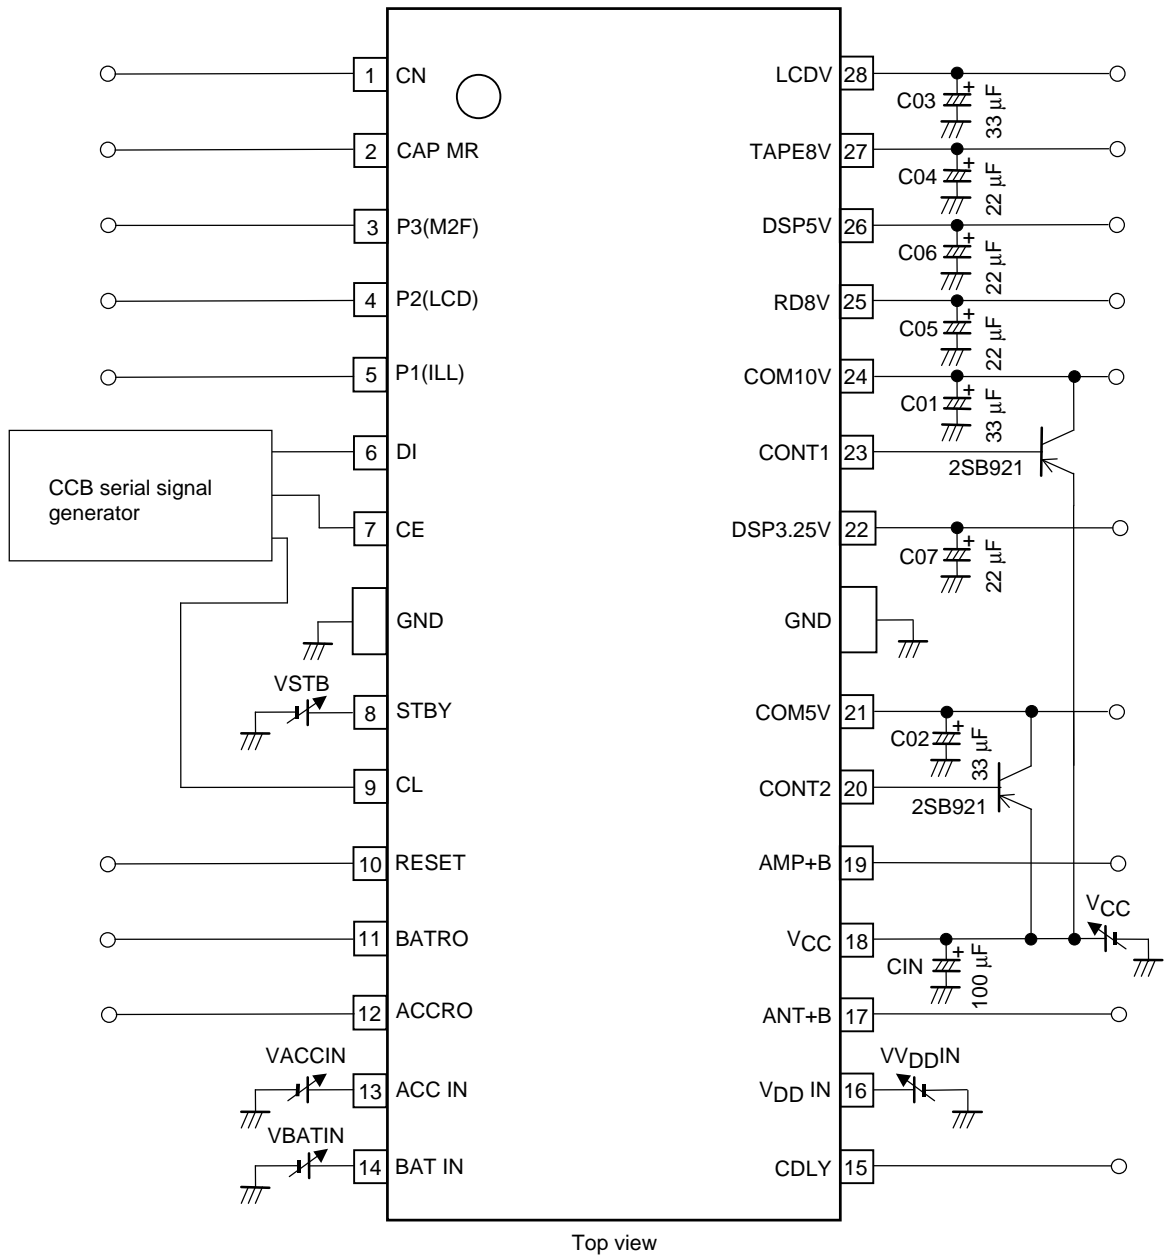 1 CN
2 CAP MR
3 P3(M2F)
4 P2(LCD)
5 P1(ILL)
6 DI
CCB serial signal
generator
7 CE
GND
VSTB
8 STBY
9 CL
10 RESET
11 BATRO
12 ACCRO
VACCIN
13 ACC IN
VBATIN
14 BAT IN
LCDV 28
C03 + 33 µF
TAPE8V 27
C04 + 22 µF
DSP5V 26
C06 + 22 µF
RD8V 25
C05 + 22 µF
COM10V 24
C01 + 33 µF
CONT1 23
2SB921
DSP3.25V 22
C07 + 22 µF
GND
COM5V 21
C02 + 33 µF
CONT2 20
2SB921
AMP+B 19
VCC
VCC 18
CIN + 100 µF
ANT+B 17
VVDDIN
VDD IN 16
CDLY 15
Top view